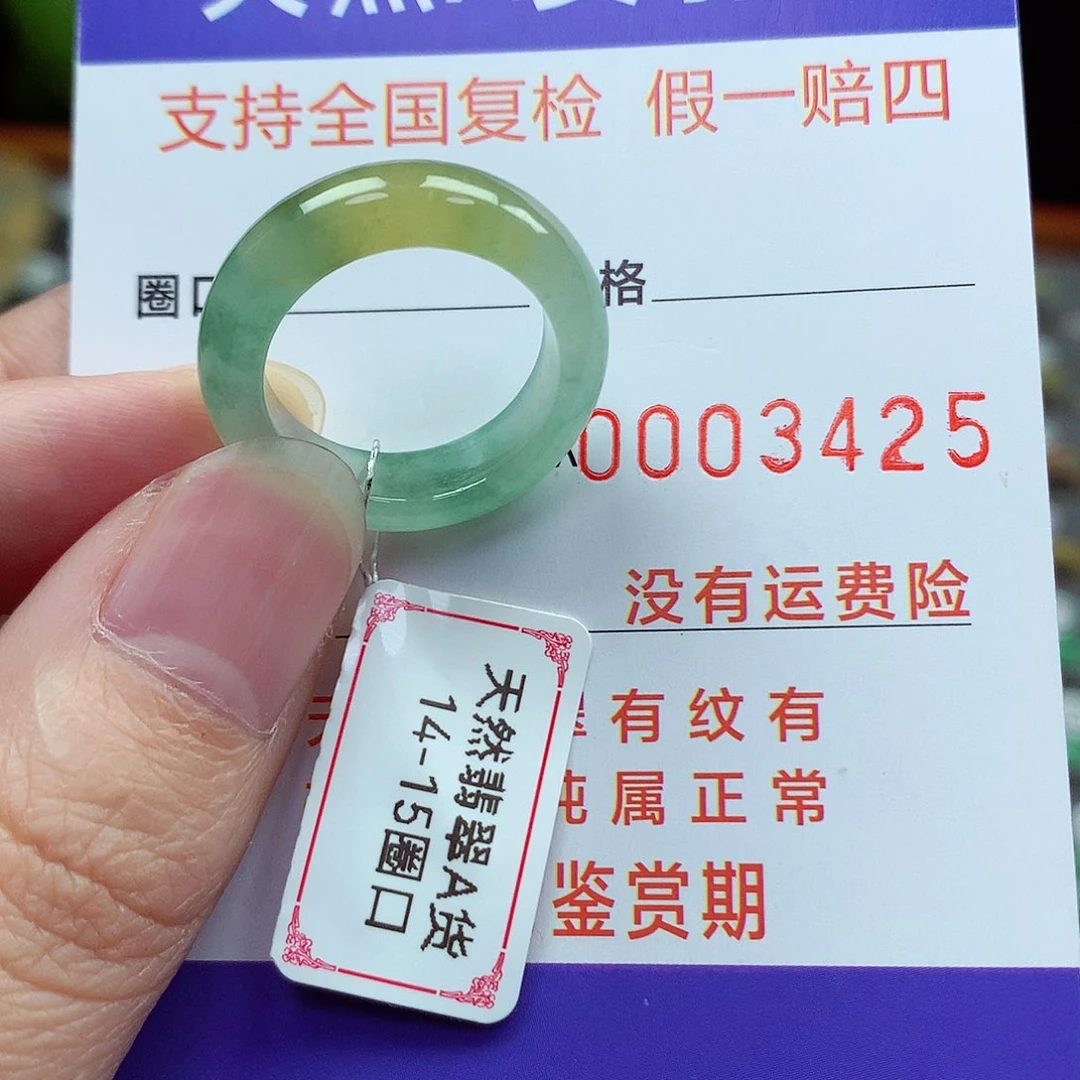 支持全国复检 假一赔四
圈口 格
0003425
没有运费险
有纹有
纯属正常
鉴赏期
天然翡翠A货
14-15圈口